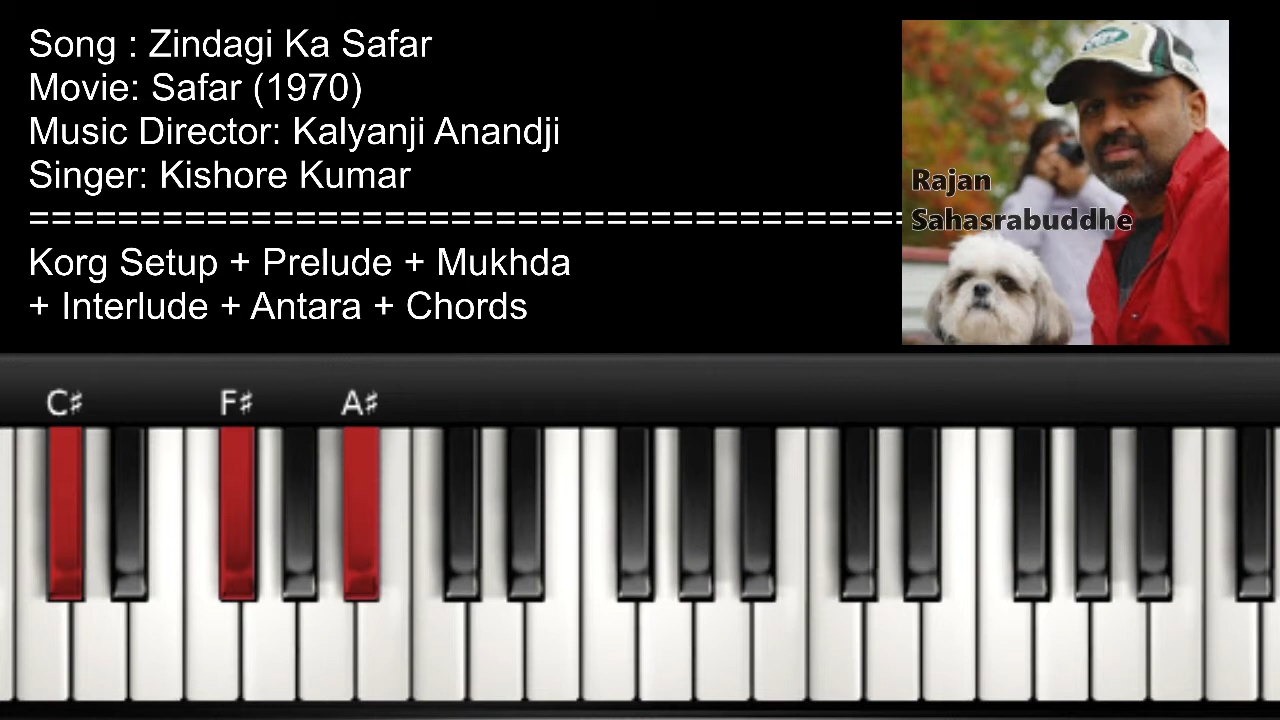 Song : Zindagi Ka Safar
Movie: Safar (1970)
Music Director: Kalyanji Anandji
Singer: Kishore Kumar
========================================
Korg Setup + Prelude + Mukhda
+ Interlude + Antara + Chords
Rajan
Sahasrabuddhe
C♯ F♯ A♯